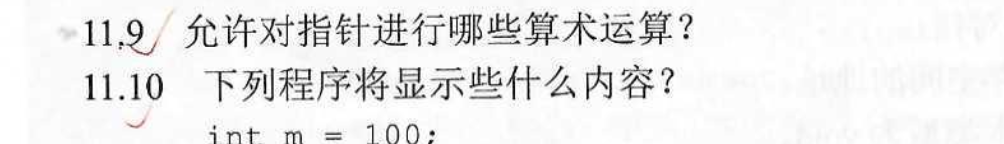 11.9 允许对指针进行哪些算术运算？
11.10 下列程序将显示些什么内容？
int m = 100;